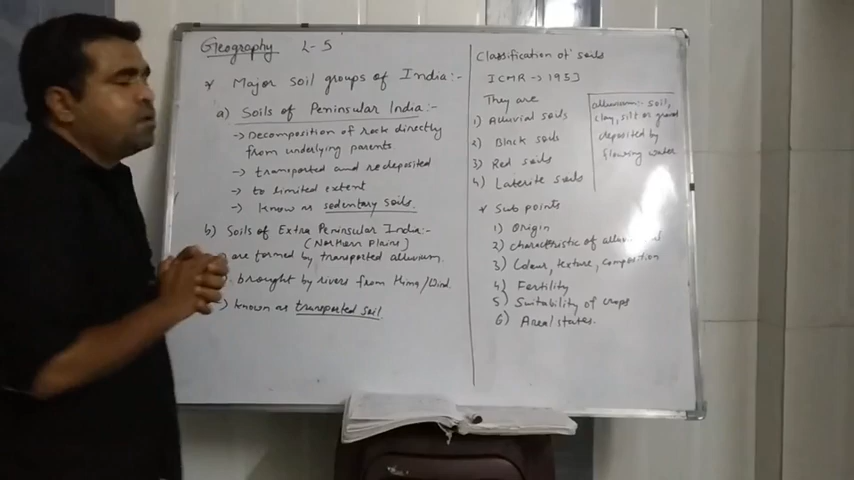 Geography L-5
* Major soil groups of India:-
a) Soils of Peninsular India:-
-> Decomposition of rock directly
from underlying parents
-> transported and redeposited
-> to limited extent
-> know as sedentary soils.
b) Soils of Extra Peninsular India:-
(Northern Plains)
are formed by transported alluvium.
brought by rivers from Hima/Wind.
) known as transported soil
Classification of soils
ICMR -> 1953
They are
1) Alluvial soils
2) Black soils
3) Red soils
4) Laterite soils
alluvium:- soil,
clay, silt or gravel
deposited by
flowing water
* Sub points
1) Origin
2) characteristic of
3) Colour, texture, composition
4) Fertility
5) Suitability of crops
6) Area/states.